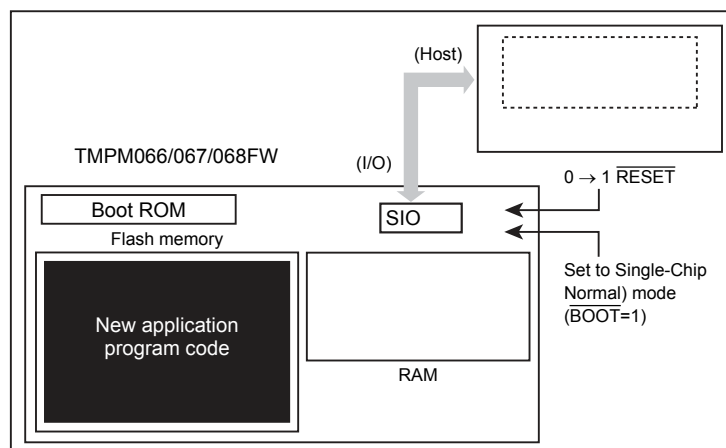 (Host)
TMPM066/067/068FW
(I/O)
0 → 1 RESET
Boot ROM
SIO
Flash memory
Set to Single-Chip
Normal) mode
(BOOT=1)
New application
program code
RAM